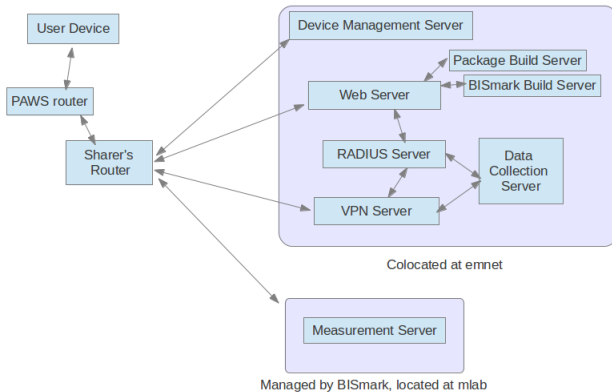 User Device
Device Management Server
Package Build Server
BISmark Build Server
Web Server
PAWS router
Sharer's
Router
RADIUS Server
Data
Collection
Server
VPN Server
Colocated at emnet
Measurement Server
Managed by BISmark, located at mlab